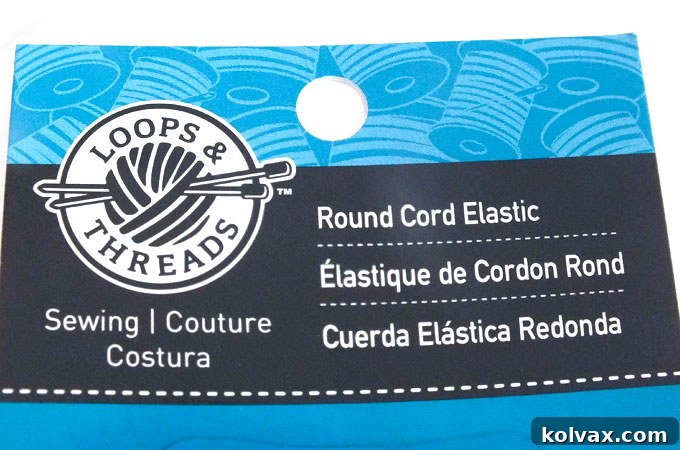 LOOPS &
THREADS
™
Sewing | Couture
Costura
Round Cord Elastic
Élastique de Cordon Rond
Cuerda Elástica Redonda
kolvax.com